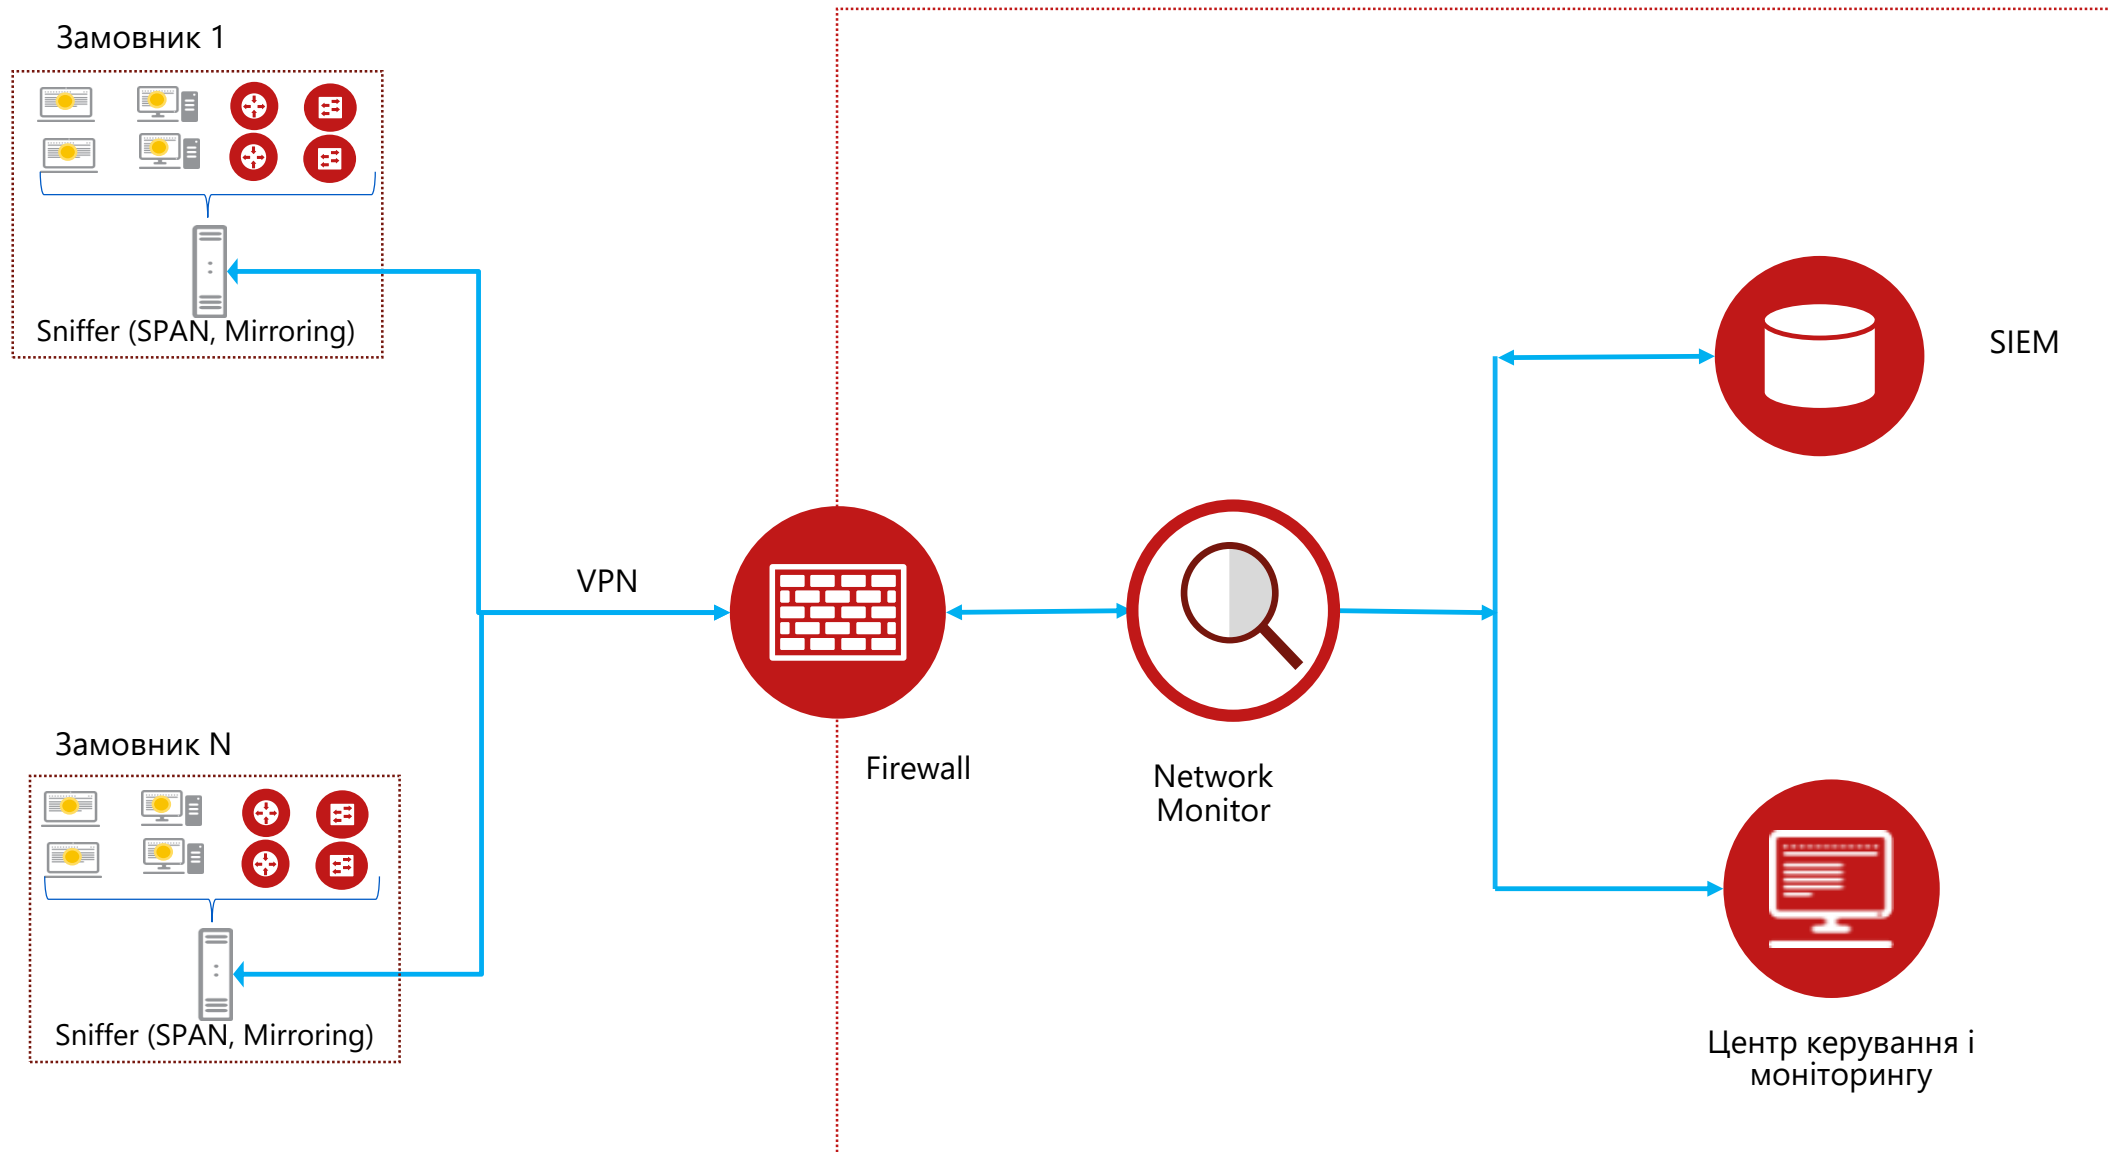 Замовник 1
Sniffer (SPAN, Mirroring)
SIEM
VPN
Замовник N
Firewall
Network
Monitor
Sniffer (SPAN, Mirroring)
Центр керування і
моніторингу